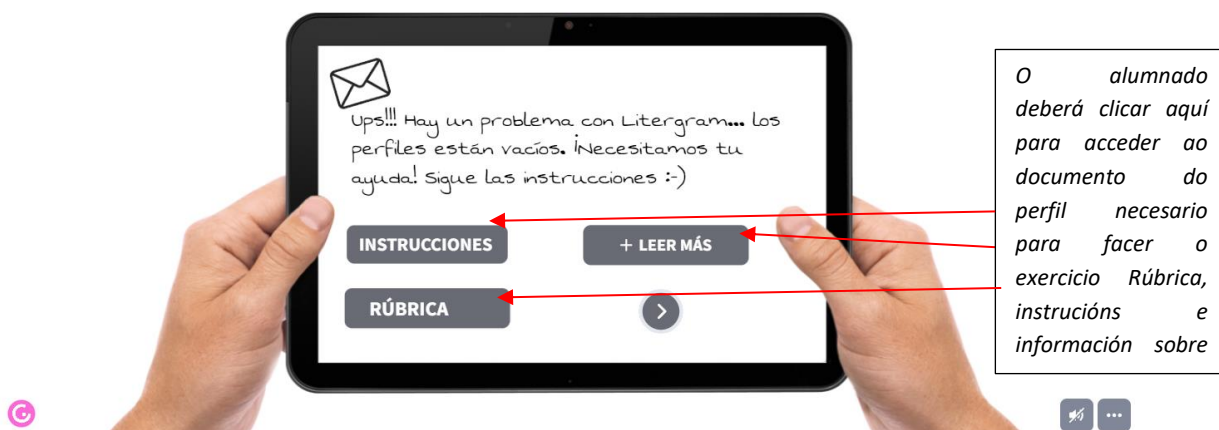 Ups!!! Hay un problema con Litergram... los
perfiles están vacíos. ¡Necesitamos tu
ayuda! Sigue las instrucciones :-)
INSTRUCCIONES
+ LEER MÁS
RÚBRICA
O alumnado
deberá clicar aquí
para acceder ao
documento do
perfil necesario
para facer o
exercicio Rúbrica,
instrucións e
información sobre